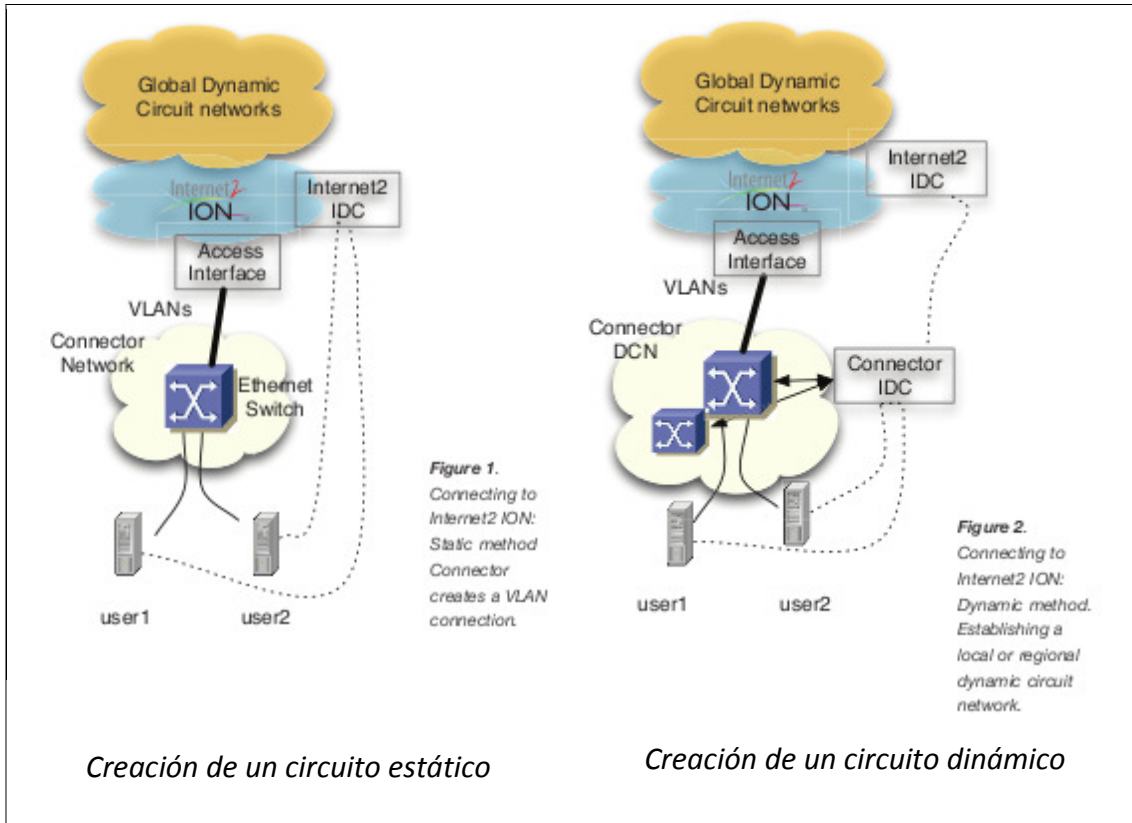 Global Dynamic
Circuit networks
Internet2
ION
Internet2
IDC
Access
Interface
VLANs
Connector
Network
Ethernet
Switch
user1
user2
Figure 1.
Connecting to
Internet2 ION:
Static method
Connector
creates a VLAN
connection.
Creación de un circuito estático
Global Dynamic
Circuit networks
Internet2
IDC
Internet2
ION
Access
Interface
VLANs
Connector
DCN
Connector
IDC
user1
user2
Figure 2.
Connecting to
Internet2 ION:
Dynamic method.
Establishing a
local or regional
dynamic circuit
network.
Creación de un circuito dinámico